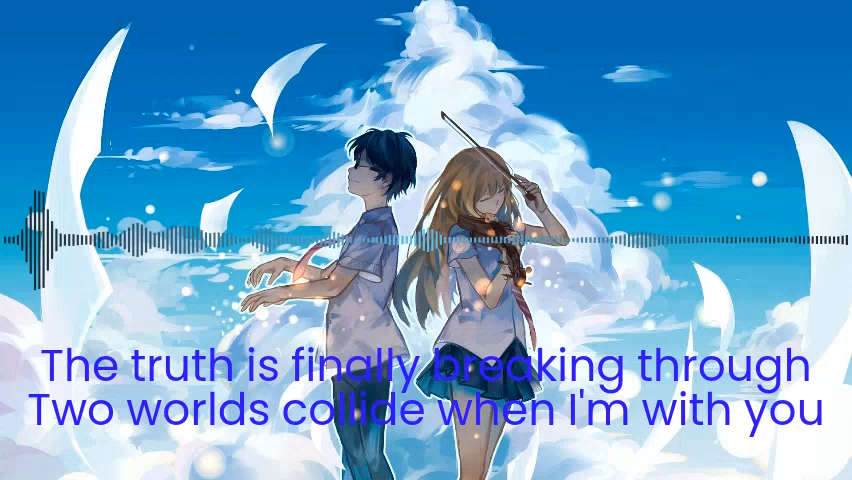 The truth is finally breaking through
Two worlds collide when I'm with you